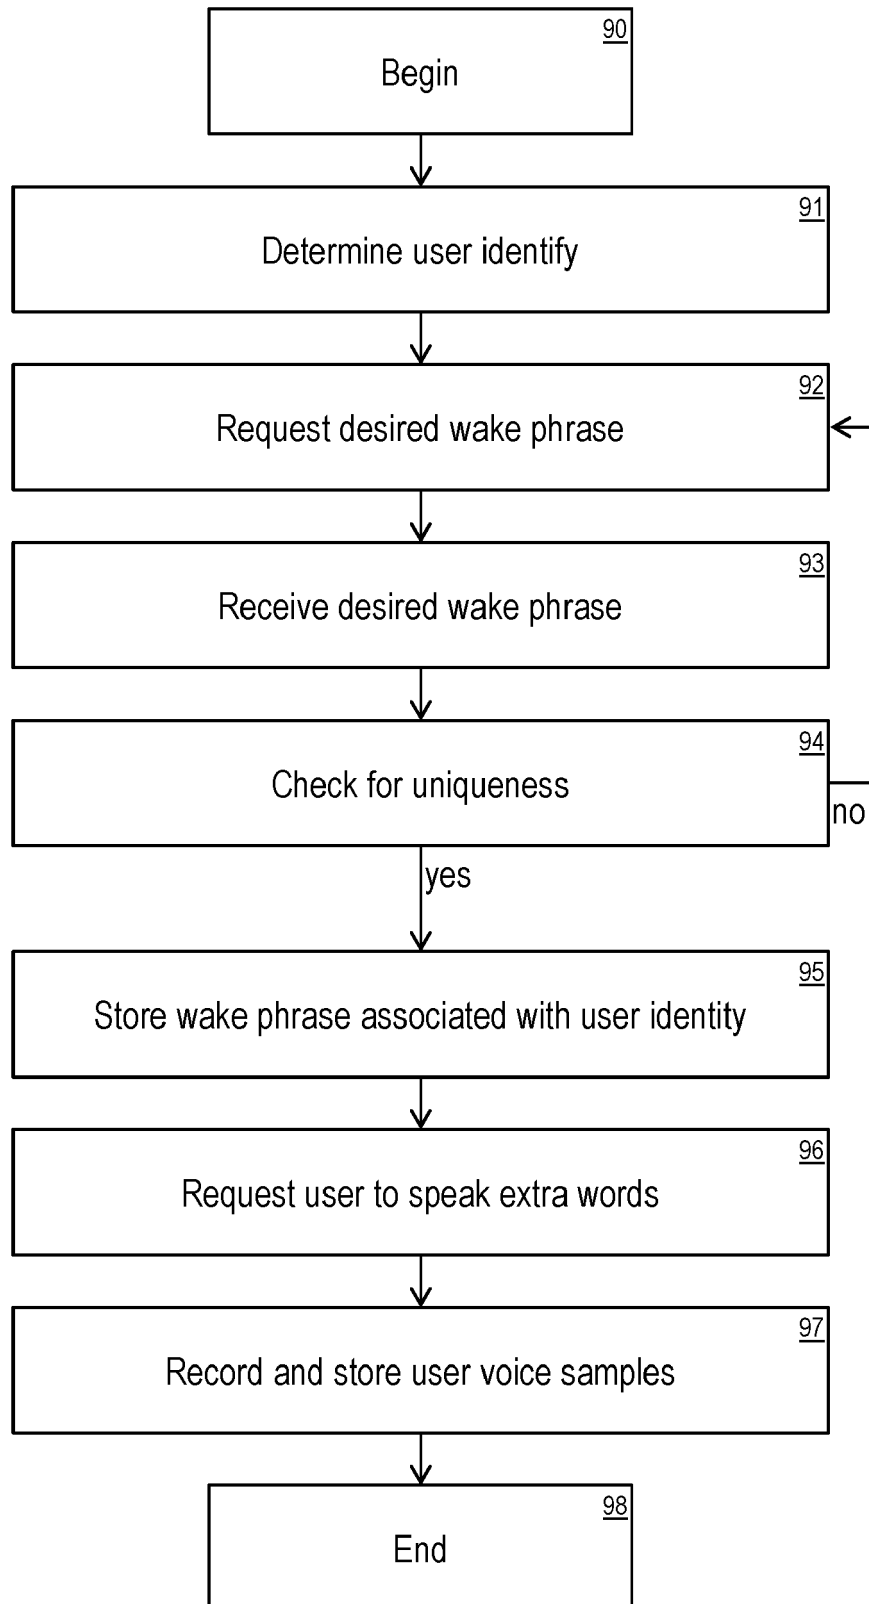 90
Begin
91
Determine user identify
92
Request desired wake phrase
93
Receive desired wake phrase
94
Check for uniqueness
no
yes
95
Store wake phrase associated with user identity
96
Request user to speak extra words
97
Record and store user voice samples
98
End